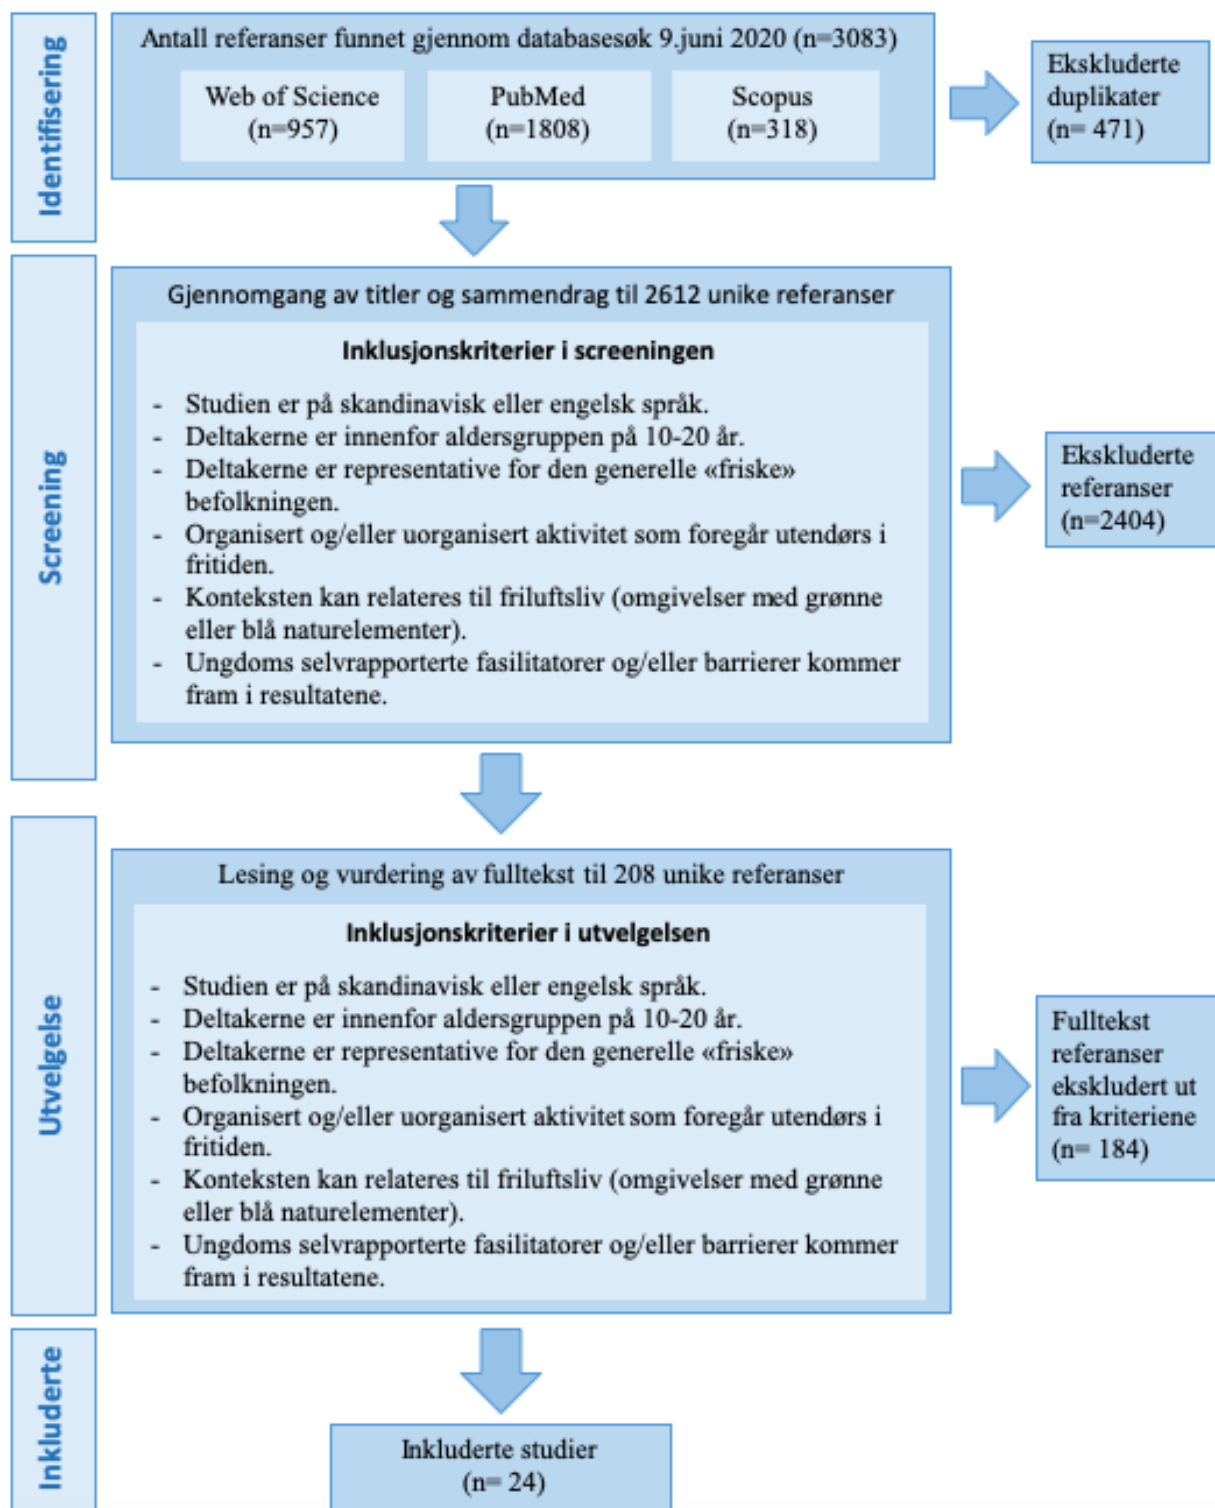 Identifisering
Antall referanser funnet gjennom databasesøk 9.juni 2020 (n=3083)
Web of Science
(n=957)
PubMed
(n=1808)
Scopus
(n=318)
Ekskluderte
duplikater
(n= 471)
Screening
Gjennomgang av titler og sammendrag til 2612 unike referanser
Inklusjonskriterier i screeningen
- Studien er på skandinavisk eller engelsk språk.
- Deltakerne er innenfor aldersgruppen på 10-20 år.
- Deltakerne er representative for den generelle «friske»
befolkningen.
- Organisert og/eller uorganisert aktivitet som foregår utendørs i
fritiden.
- Konteksten kan relateres til friluftsliv (omgivelser med grønne
eller blå naturelementer).
- Ungdoms selvrapporterte fasilitatorer og/eller barrierer kommer
fram i resultatene.
Ekskluderte
referanser
(n=2404)
Utvelgelse
Lesing og vurdering av fulltekst til 208 unike referanser
Inklusjonskriterier i utvelgelsen
- Studien er på skandinavisk eller engelsk språk.
- Deltakerne er innenfor aldersgruppen på 10-20 år.
- Deltakerne er representative for den generelle «friske»
befolkningen.
- Organisert og/eller uorganisert aktivitet som foregår utendørs i
fritiden.
- Konteksten kan relateres til friluftsliv (omgivelser med grønne
eller blå naturelementer).
- Ungdoms selvrapporterte fasilitatorer og/eller barrierer kommer
fram i resultatene.
Fulltekst
referanser
ekskludert ut
fra kriteriene
(n= 184)
Inkluderte
Inkluderte studier
(n= 24)